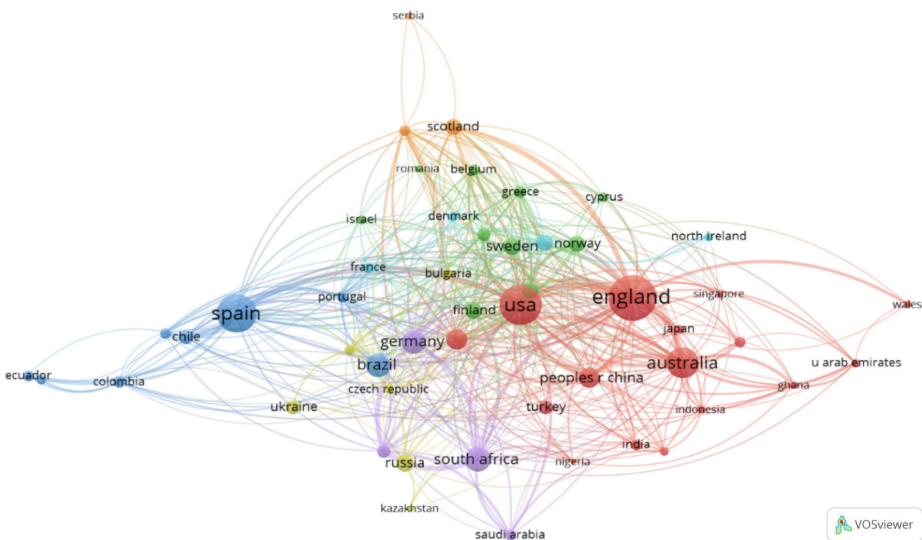 serbia
scotland
romania
belgium
greece
cyprus
israel
denmark
sweden
norway
north ireland
france
bulgaria
portugal
spain
finland
usa
england
singapore
wales
chile
germany
japan
brazil
australia
u arab emirates
ecuador
colombia
czech republic
peoples r china
ghana
ukraine
turkey
indonesia
india
russia
south africa
nigeria
kazakhstan
saudi arabia
VOSviewer